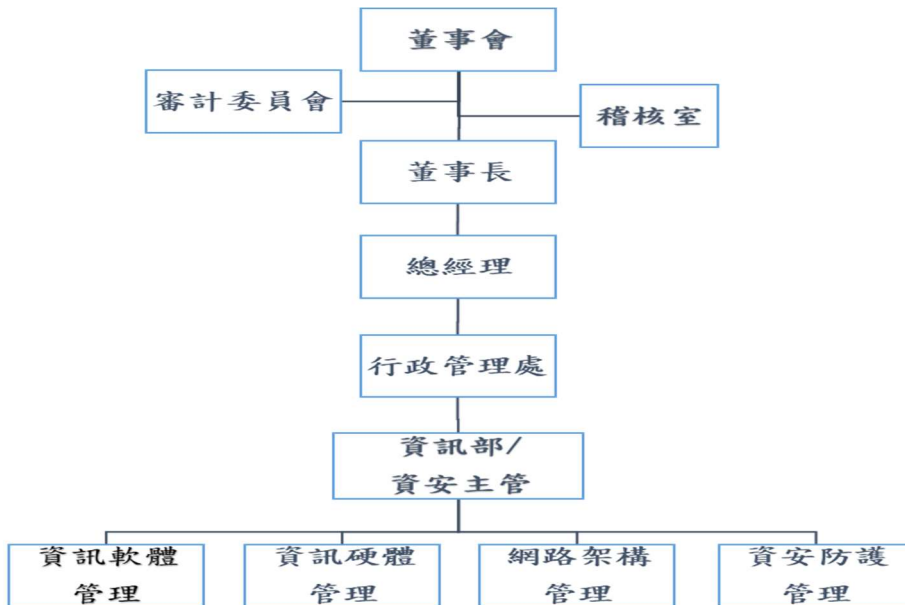 董事會
審計委員會
稽核室
董事長
總經理
行政管理處
資訊部/
資安主管
資訊軟體
管理
資訊硬體
管理
網路架構
管理
資安防護
管理